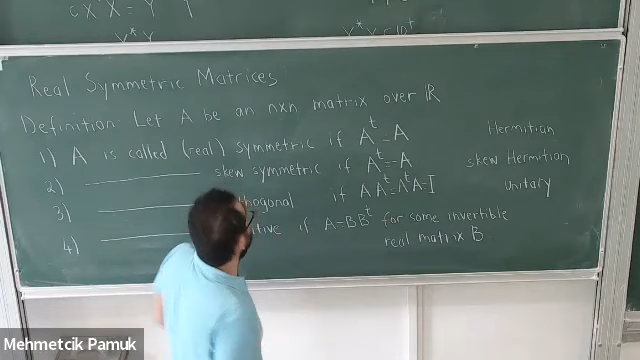 cX*X = Y*Y
Y*Y
Real Symmetric Matrices
Definition: Let A be an nxn matrix over ℝ
1) A is called (real) symmetric if Aᵗ=A
Hermitian
2) skew symmetric if Aᵗ=-A
skew Hermitian
3) if AAᵗ=AᵗA=I
unitary
4) if A=BBᵗ for some invertible
real matrix B
Mehmetcik Pamuk